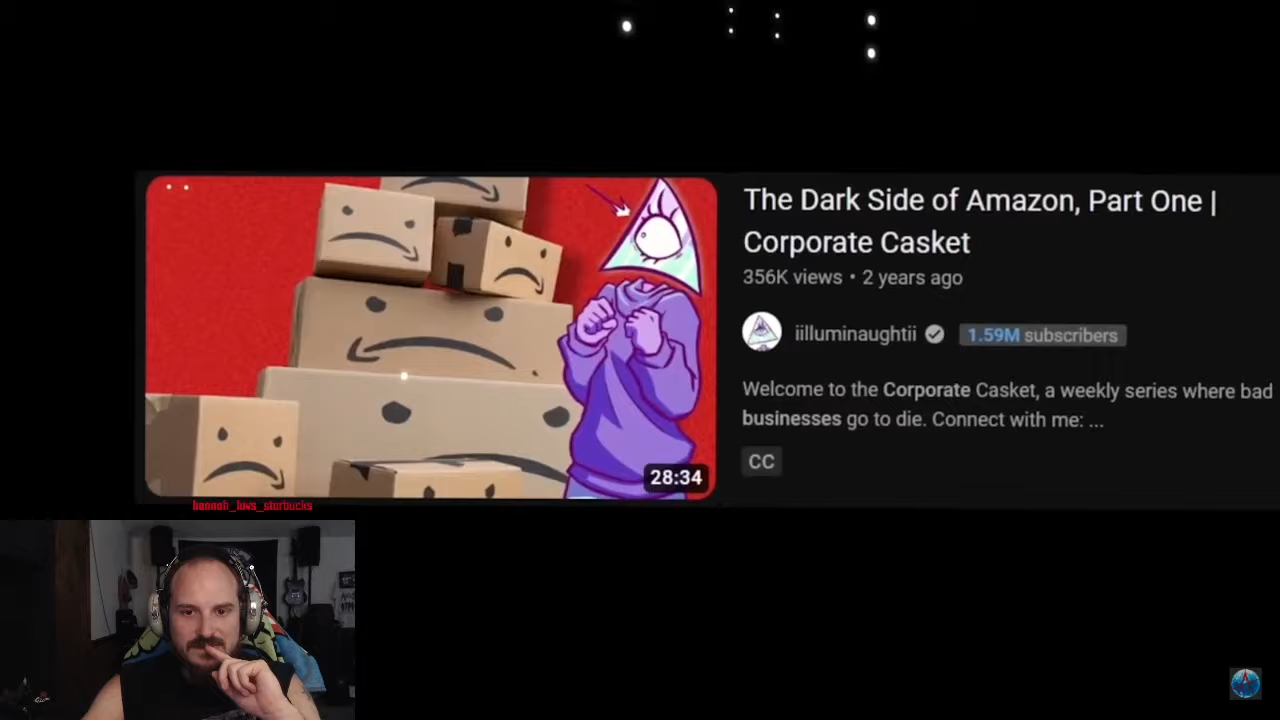 The Dark Side of Amazon, Part One |
Corporate Casket
356K views • 2 years ago
iilluminaughtii
1.59M subscribers
Welcome to the Corporate Casket, a weekly series where bad
businesses go to die. Connect with me: ...
CC
28:34
hannah_luvs_starbucks